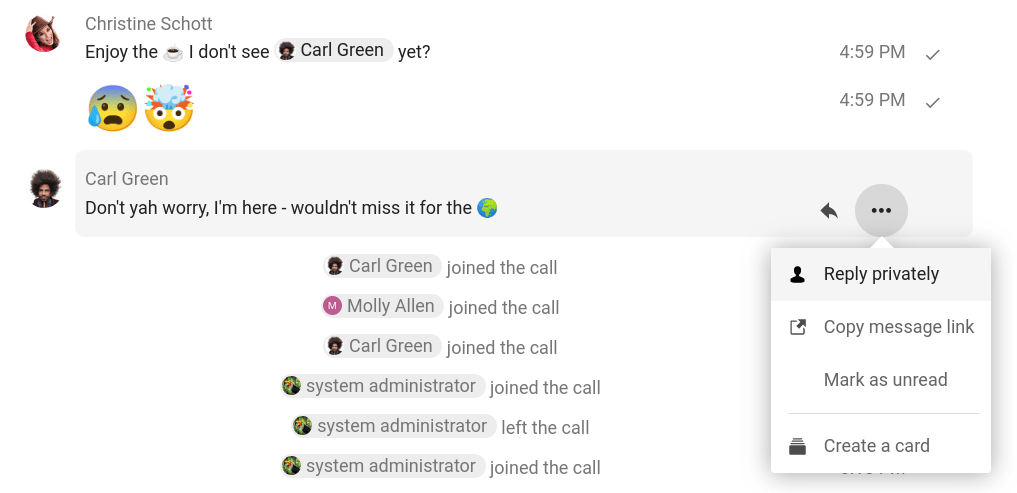 Christine Schott
Enjoy the ☕ I don't see Carl Green yet? 4:59 PM
4:59 PM
Carl Green
Don't yah worry, I'm here - wouldn't miss it for the 🌍
Carl Green joined the call
Reply privately
M Molly Allen joined the call
Copy message link
Carl Green joined the call
Mark as unread
system administrator joined the call
system administrator left the call
Create a card
system administrator joined the call